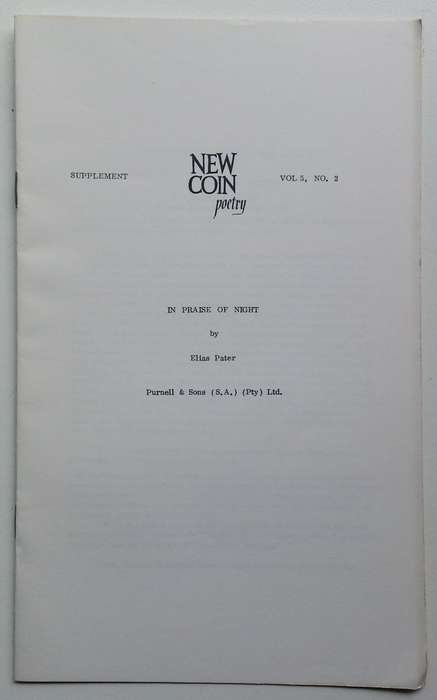 SUPPLEMENT
NEW
COIN
poetry
VOL 5, NO. 2
IN PRAISE OF NIGHT
by
Elias Pater
Purnell & Sons (S.A.) (Pty) Ltd.